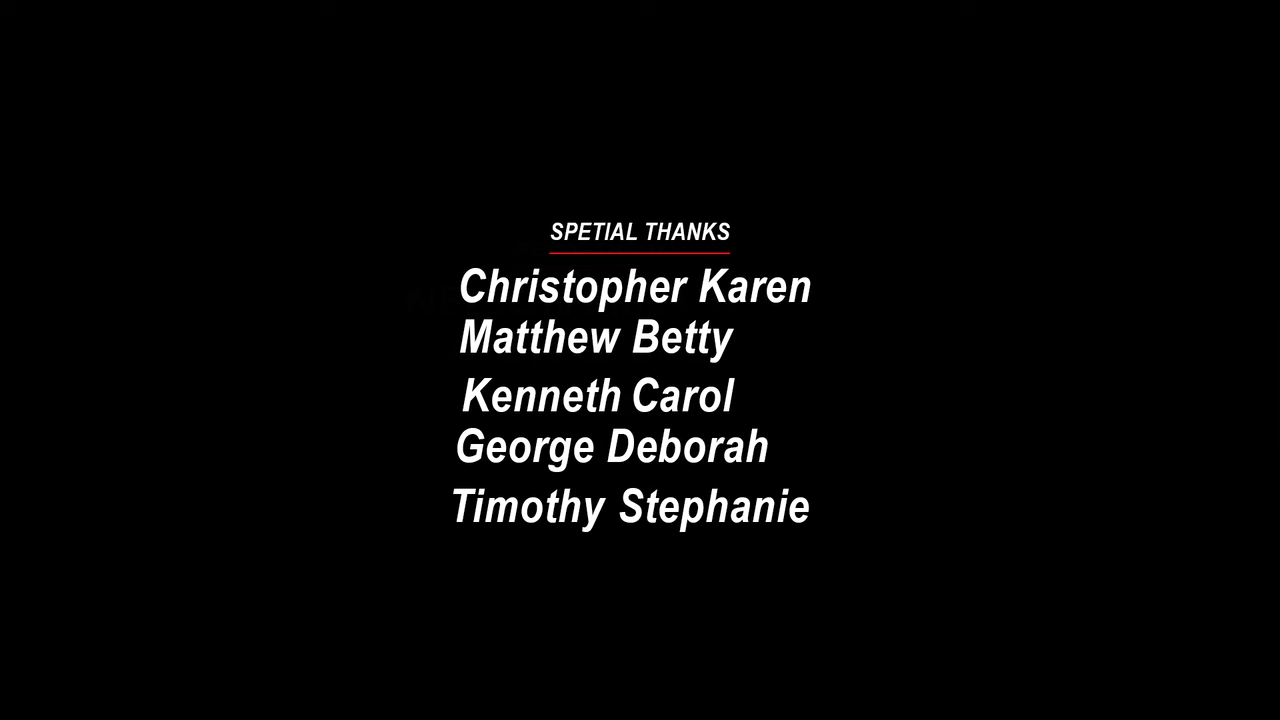 SPETIAL THANKS
Christopher Karen
Matthew Betty
Kenneth Carol
George Deborah
Timothy Stephanie